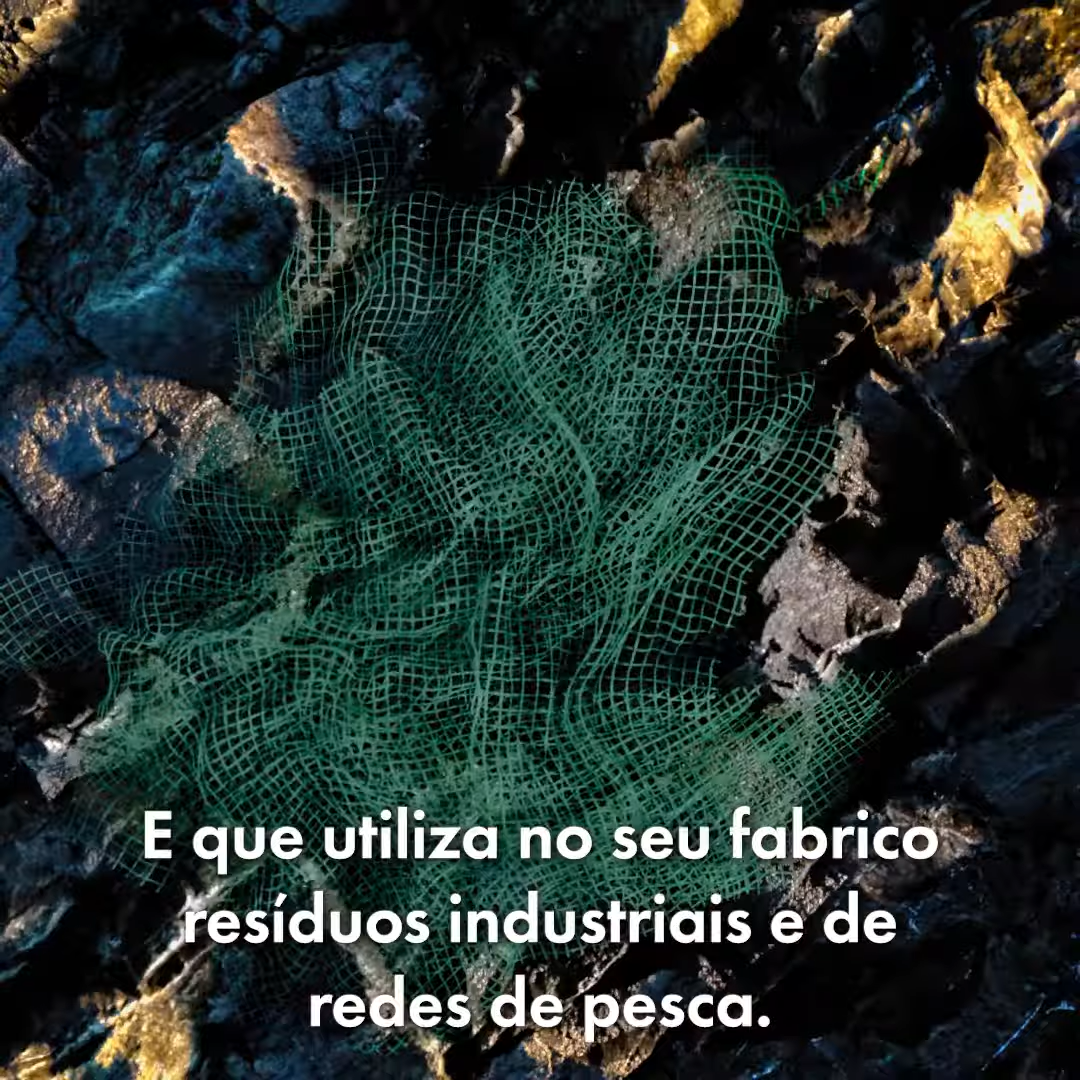 E que utiliza no seu fabrico
resíduos industriais e de
redes de pesca.